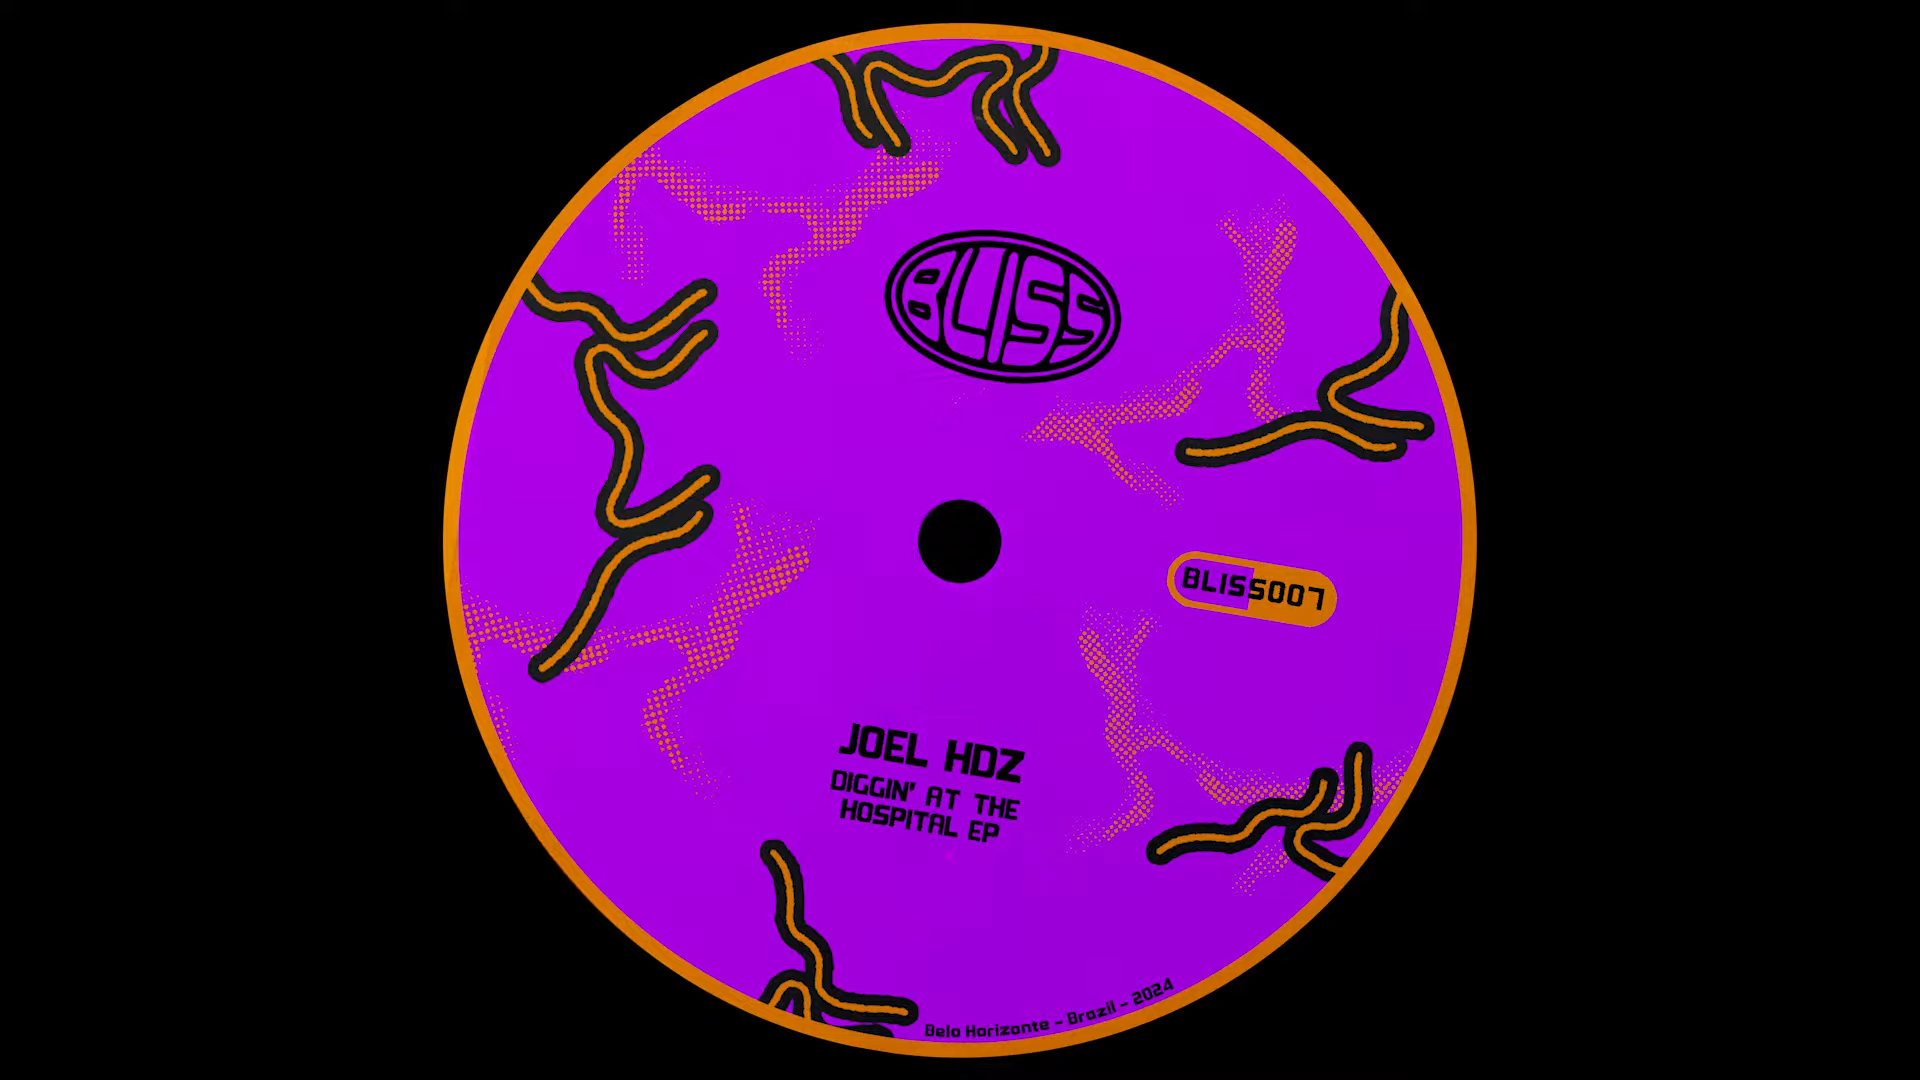 BLISS
BLISS007
JOEL HDZ
DIGGIN' AT THE
HOSPITAL EP
Belo Horizonte - Brazil - 2024